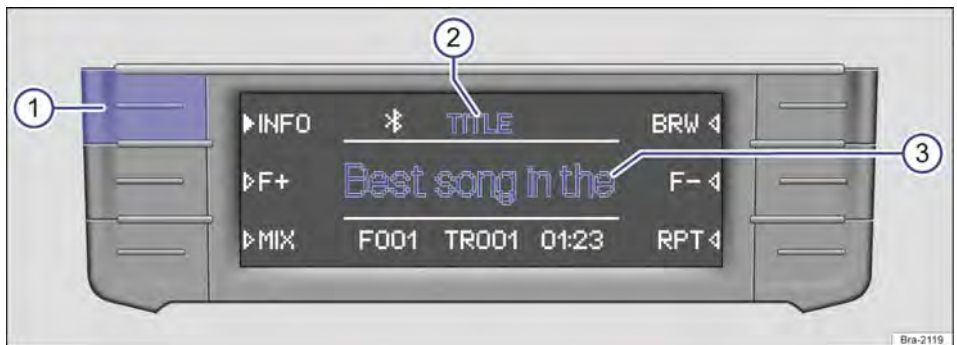 2
1
3
INFO TITLE BRW
F+ Best song in the F-
MIX F001 TR001 01:23 RPT
Bra-2119